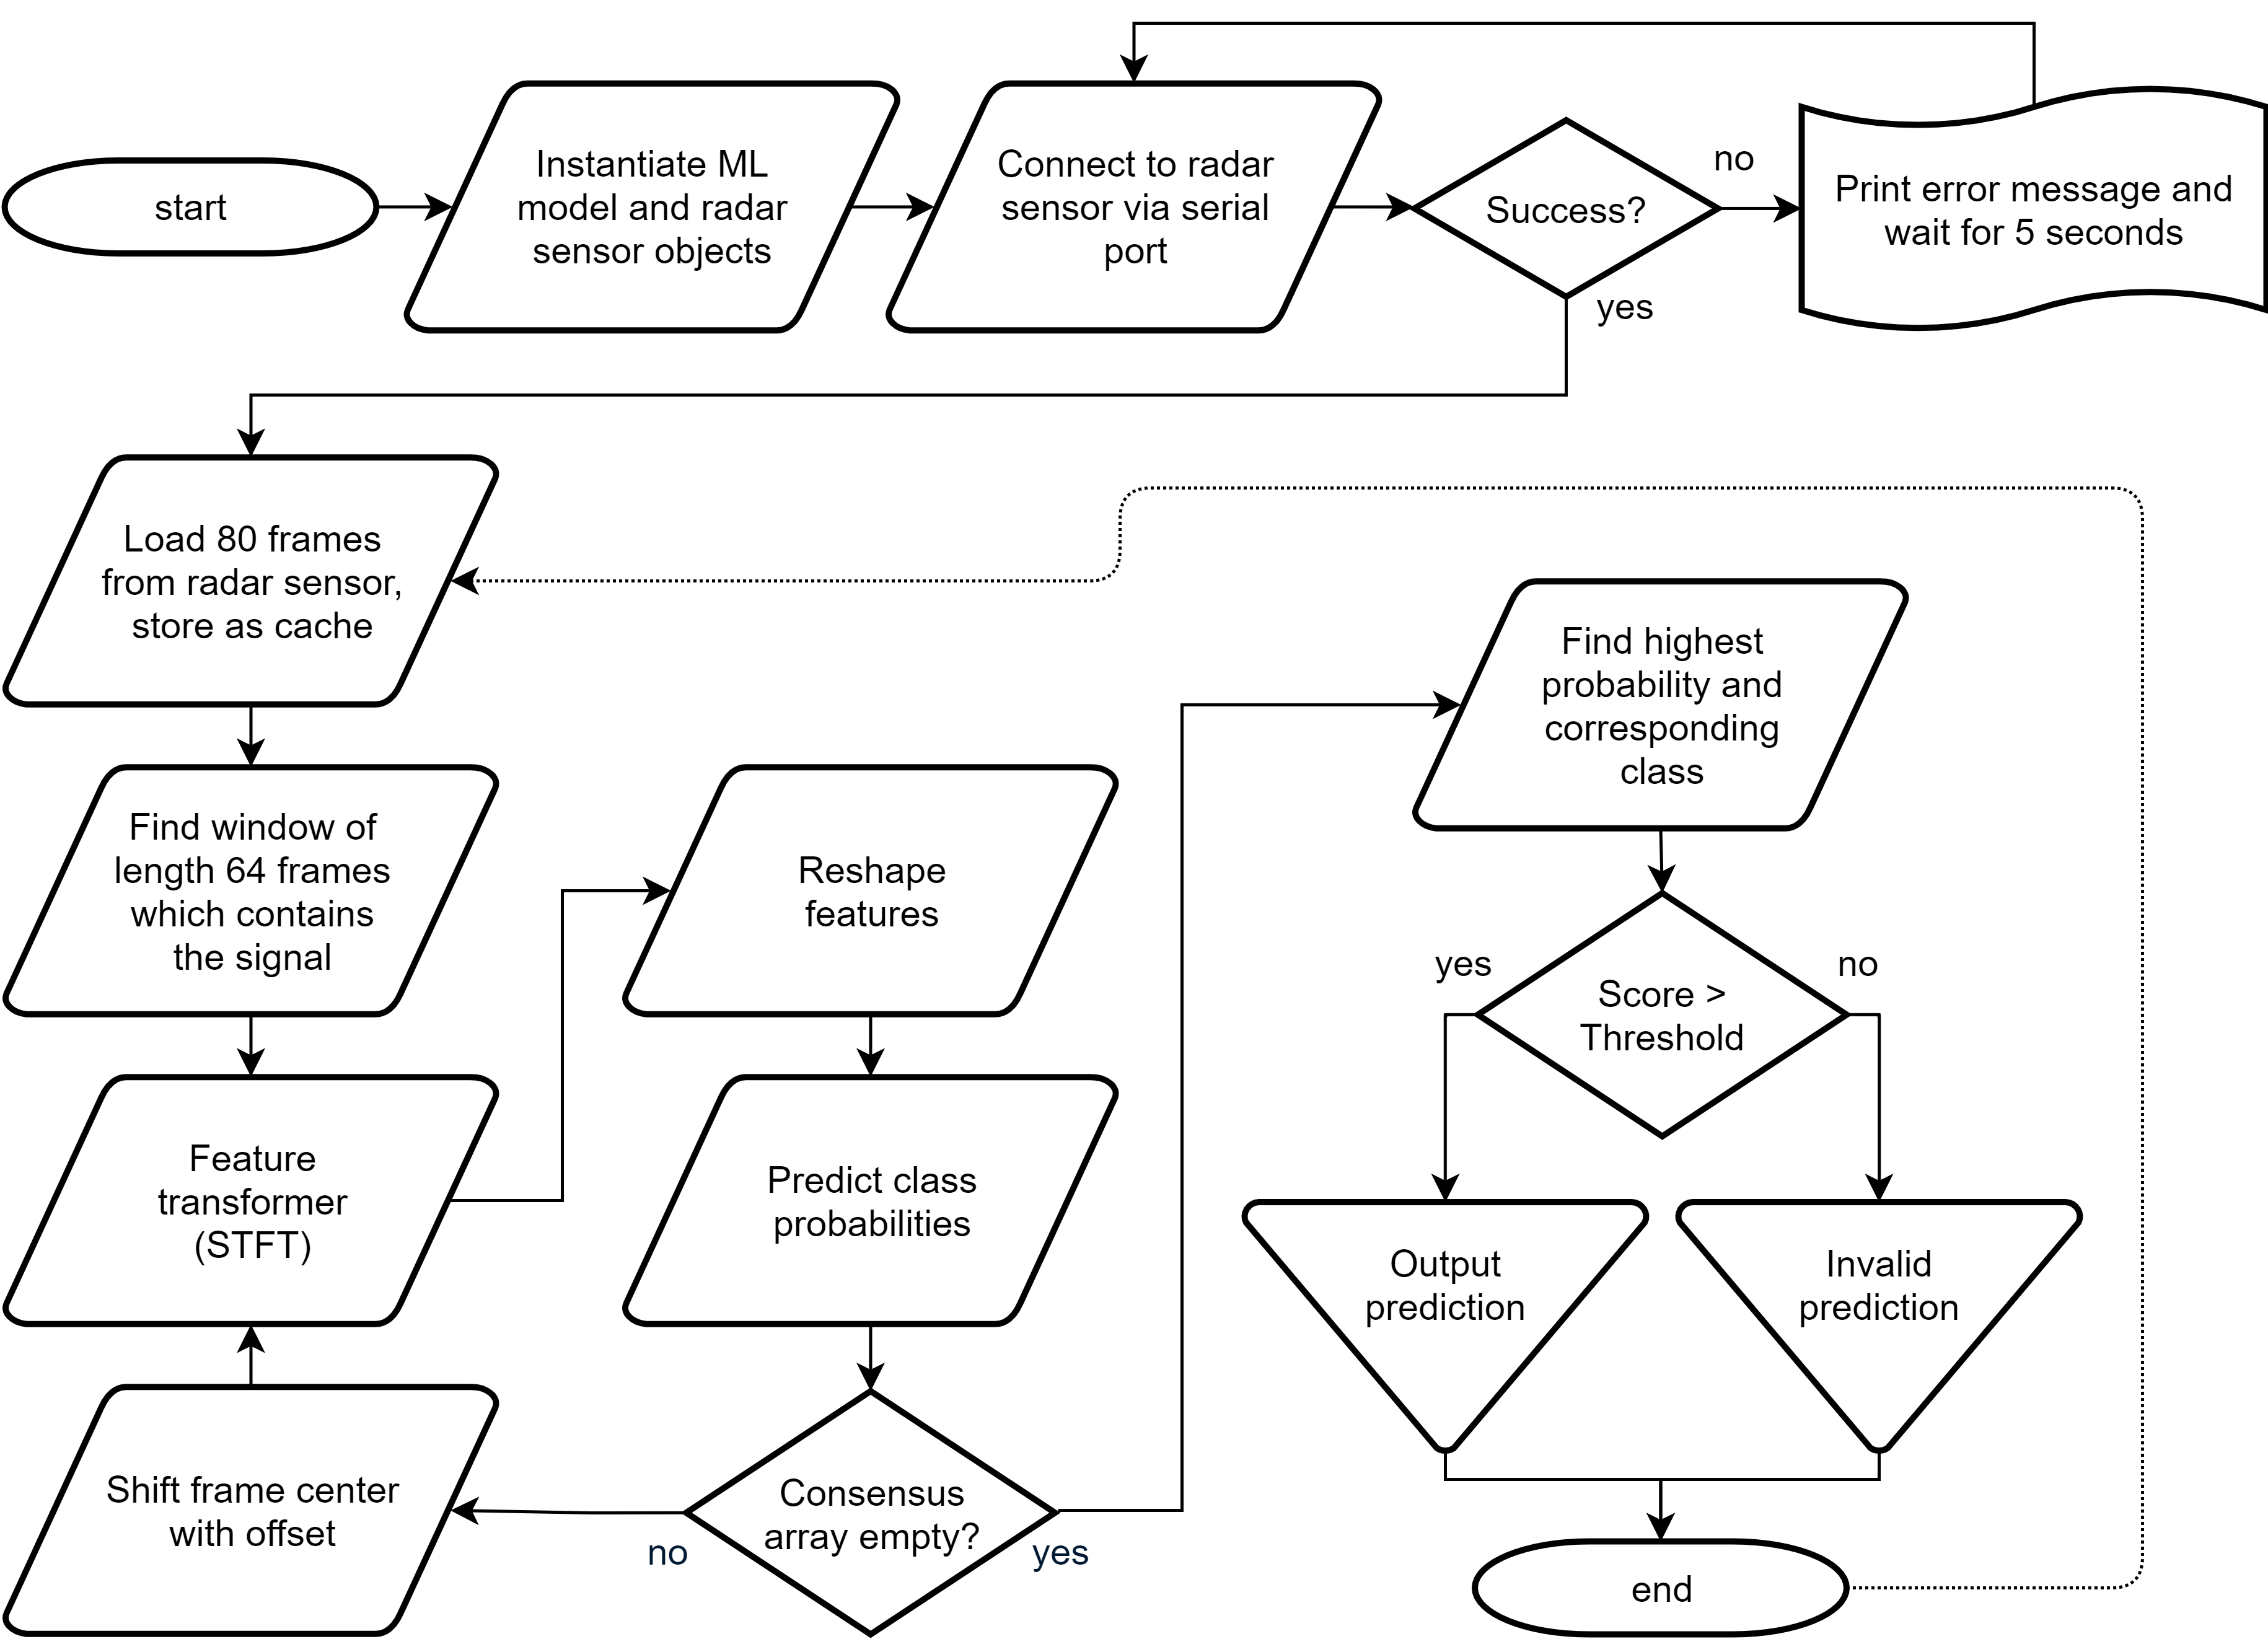 start
Instantiate ML
model and radar
sensor objects
Connect to radar
sensor via serial
port
Success?
no
yes
Print error message and
wait for 5 seconds
Load 80 frames
from radar sensor,
store as cache
Find window of
length 64 frames
which contains
the signal
Feature
transformer
(STFT)
Shift frame center
with offset
Reshape
features
Predict class
probabilities
Consensus
array empty?
no
yes
Find highest
probability and
corresponding
class
Score >
Threshold
yes
no
Output
prediction
Invalid
prediction
end